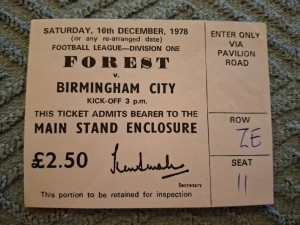 SATURDAY, 16th DECEMBER, 1978
(or any re-arranged date)
FOOTBALL LEAGUE—DIVISION ONE
FOREST
v.
BIRMINGHAM CITY
KICK-OFF 3 p.m.
THIS TICKET ADMITS BEARER TO THE
MAIN STAND ENCLOSURE
£2.50
Secretary
This portion to be retained for inspection
ENTER ONLY
VIA
PAVILION
ROAD
ROW
ZE
SEAT
11